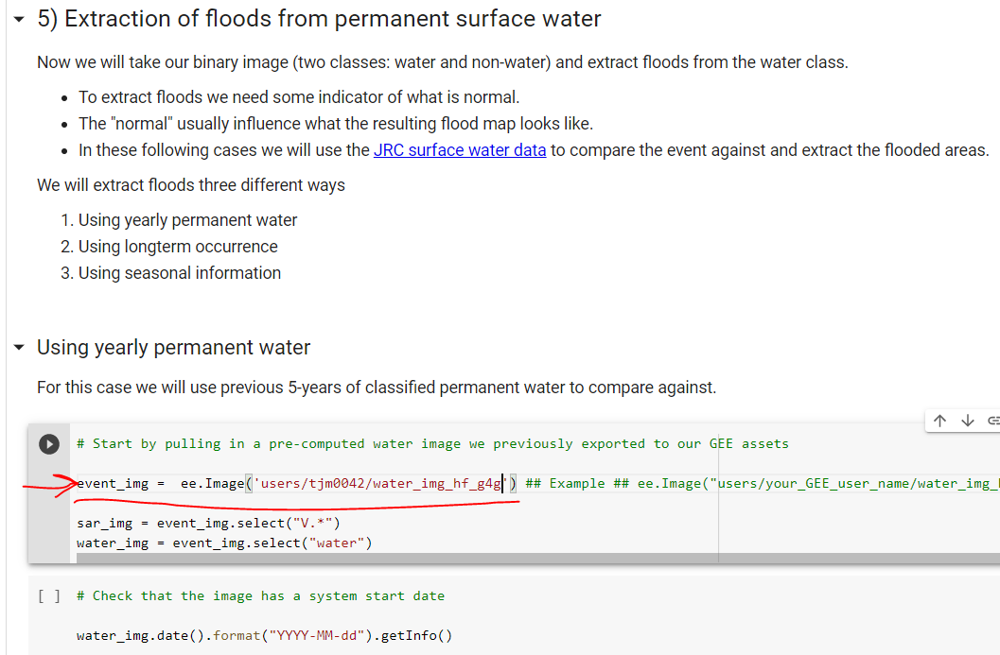 5) Extraction of floods from permanent surface water
Now we will take our binary image (two classes: water and non-water) and extract floods from the water class.
• To extract floods we need some indicator of what is normal.
• The "normal" usually influence what the resulting flood map looks like.
• In these following cases we will use the JRC surface water data to compare the event against and extract the flooded areas.
We will extract floods three different ways
1. Using yearly permanent water
2. Using longterm occurrence
3. Using seasonal information
Using yearly permanent water
For this case we will use previous 5-years of classified permanent water to compare against.
# Start by pulling in a pre-computed water image we previously exported to our GEE assets
event_img =  ee.Image('users/tjm0042/water_img_hf_g4g') ## Example ## ee.Image("users/your_GEE_user_name/water_img_
sar_img = event_img.select("V.*")
water_img = event_img.select("water")
[ ] # Check that the image has a system start date
water_img.date().format("YYYY-MM-dd").getInfo()